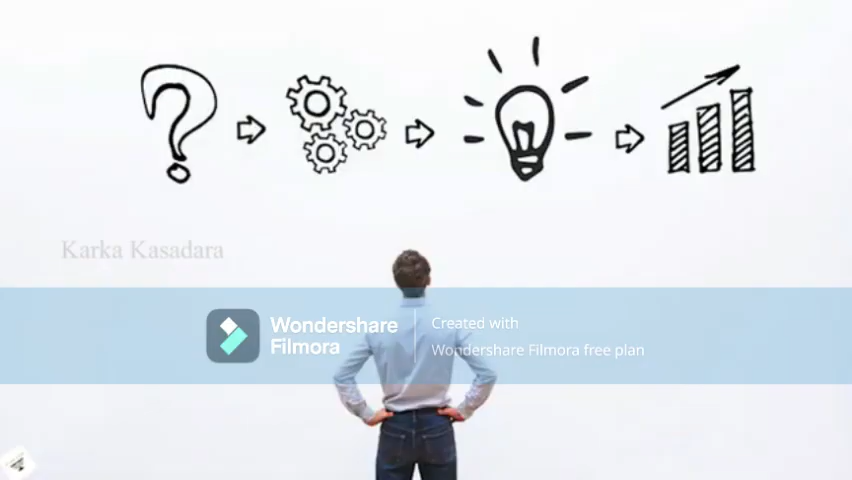 Karka Kasadara
Wondershare
Filmora
Created with
Wondershare Filmora free plan